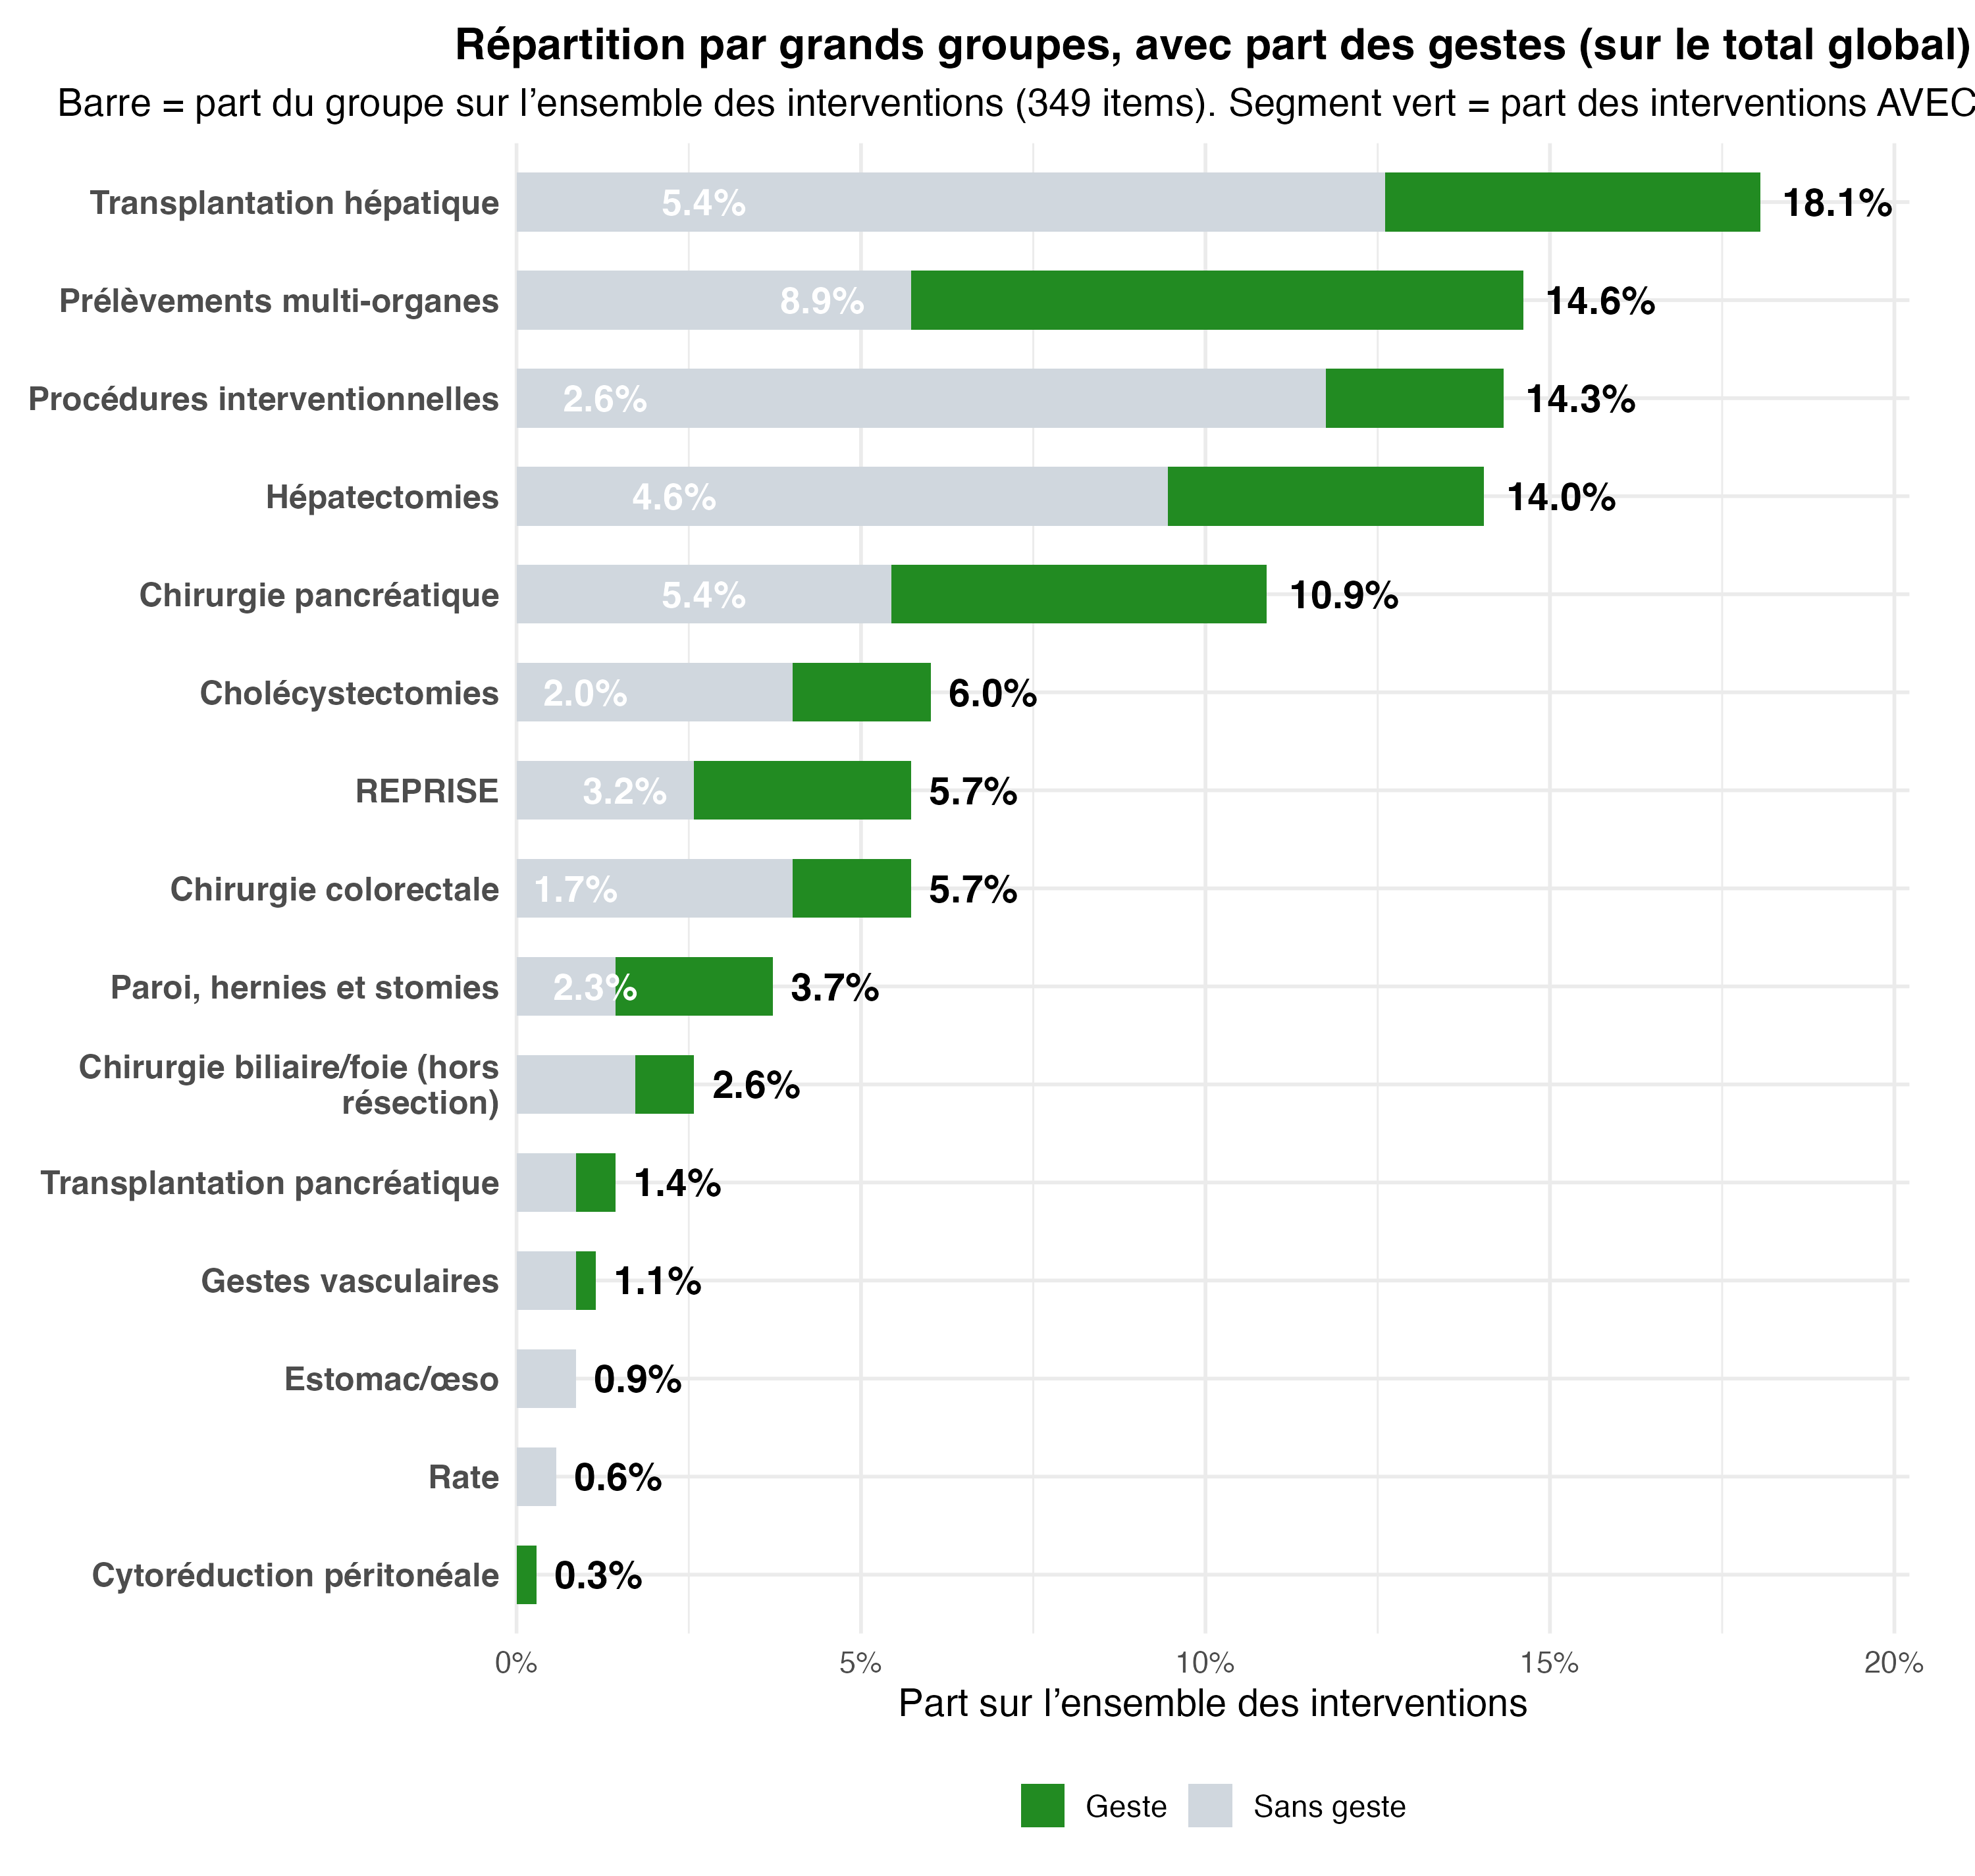 Répartition par grands groupes, avec part des gestes (sur le total global)
Barre = part du groupe sur l’ensemble des interventions (349 items). Segment vert = part des interventions AVEC
Transplantation hépatique 5.4% 18.1%
Prélèvements multi-organes 8.9% 14.6%
Procédures interventionnelles 2.6% 14.3%
Hépatectomies 4.6% 14.0%
Chirurgie pancréatique 5.4% 10.9%
Cholécystectomies 2.0% 6.0%
REPRISE 3.2% 5.7%
Chirurgie colorectale 1.7% 5.7%
Paroi, hernies et stomies 2.3% 3.7%
Chirurgie biliaire/foie (hors
résection) 2.6%
Transplantation pancréatique 1.4%
Gestes vasculaires 1.1%
Estomac/œso 0.9%
Rate 0.6%
Cytoréduction péritonéale 0.3%
0% 5% 10% 15% 20%
Part sur l’ensemble des interventions
Geste Sans geste